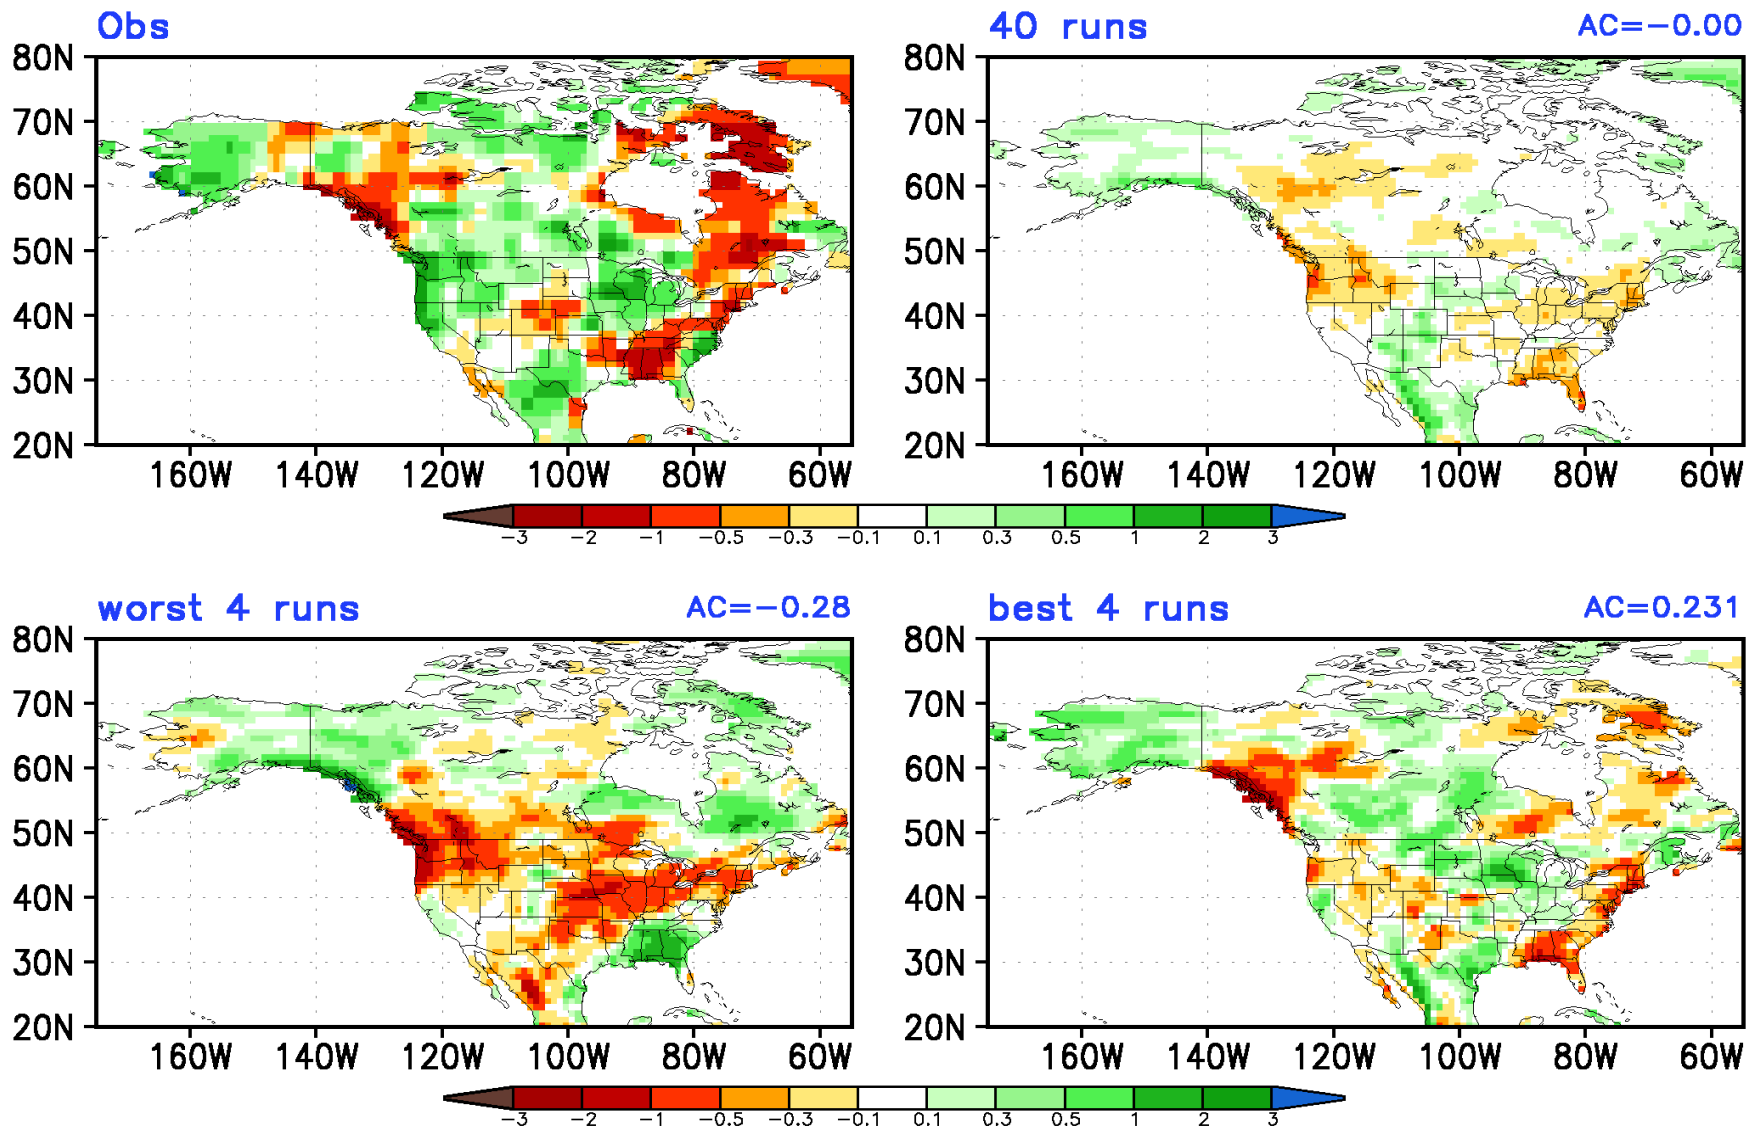 Obs
40 runs
AC=-0.00
80N
70N
60N
50N
40N
30N
20N
160W
140W
120W
100W
80W
60W
80N
70N
60N
50N
40N
30N
20N
160W
140W
120W
100W
80W
60W
-3
-2
-1
-0.5
-0.3
-0.1
0.1
0.3
0.5
1
2
3
worst 4 runs
AC=-0.28
best 4 runs
AC=0.231
80N
70N
60N
50N
40N
30N
20N
160W
140W
120W
100W
80W
60W
80N
70N
60N
50N
40N
30N
20N
160W
140W
120W
100W
80W
60W
-3
-2
-1
-0.5
-0.3
-0.1
0.1
0.3
0.5
1
2
3